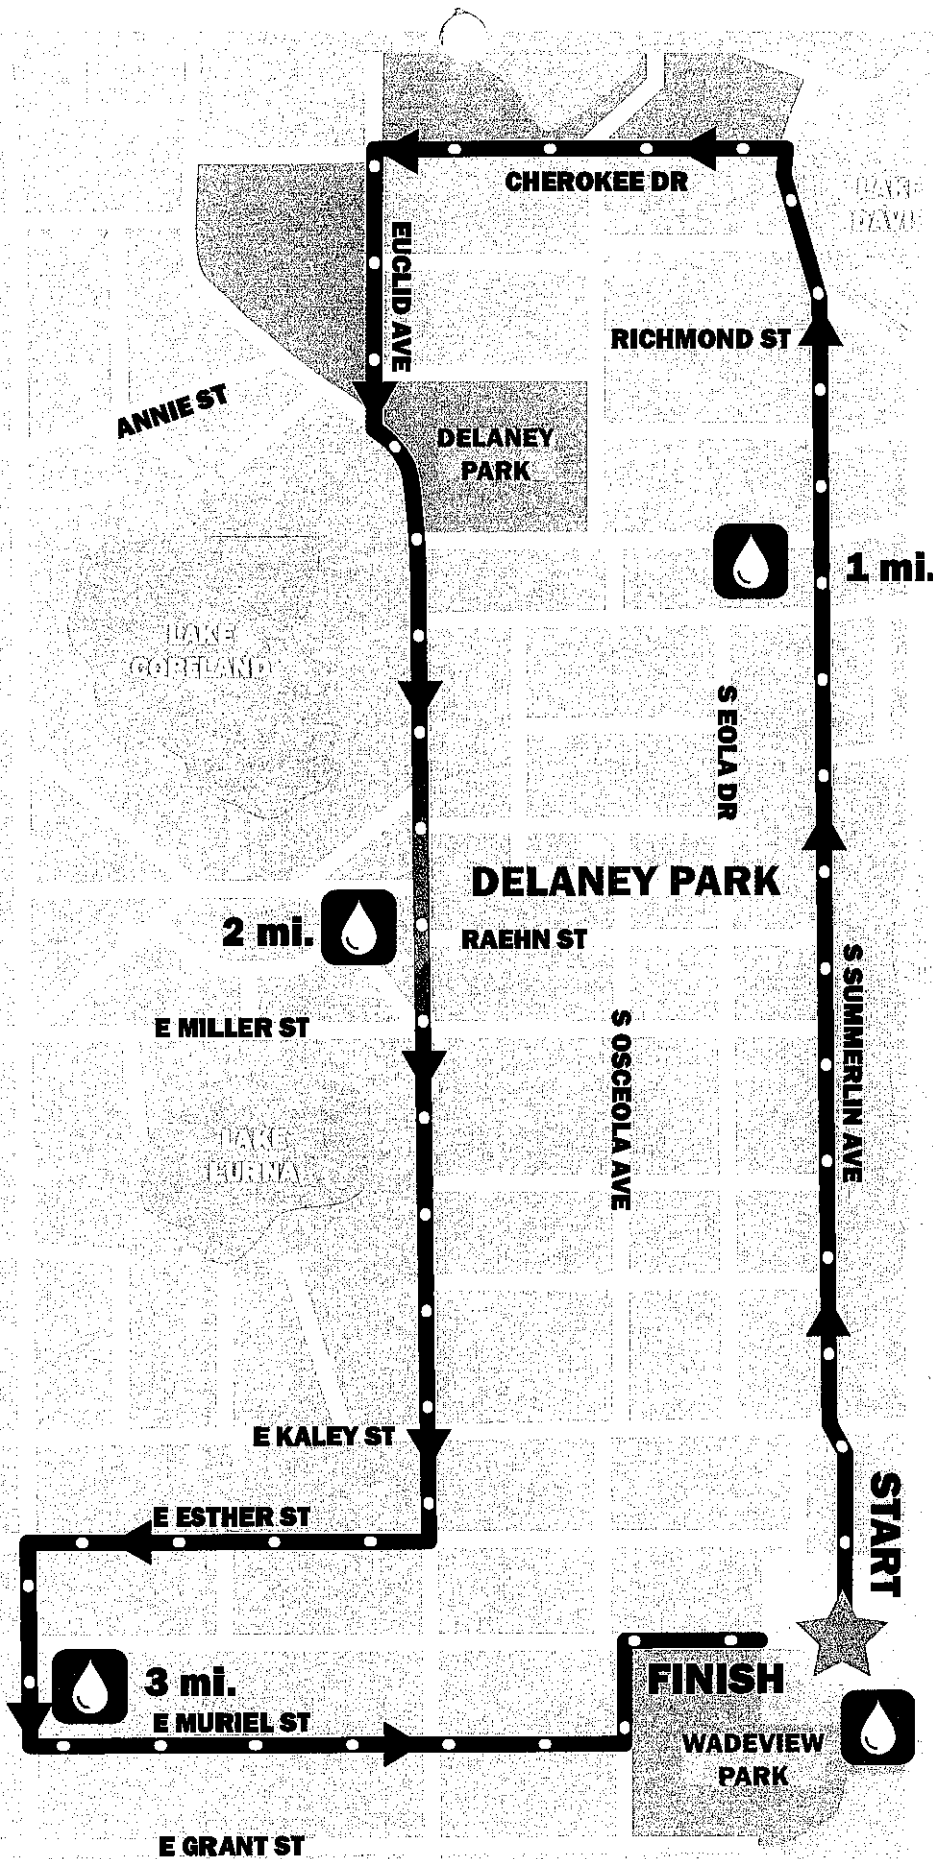 CHEROKEE DR
LAKE
EUCLID AVE
RICHMOND ST
ANNIE ST
DELANEY
PARK
1 mi.
LAKE
COPELAND
S EOLA DR
DELANEY PARK
2 mi.
RAEHN ST
S SUMMERLIN AVE
E MILLER ST
S OSCEOLA AVE
LAKE
LURNA
E KALEY ST
START
E ESTHER ST
FINISH
3 mi.
E MURIEL ST
WADEVIEW
PARK
E GRANT ST